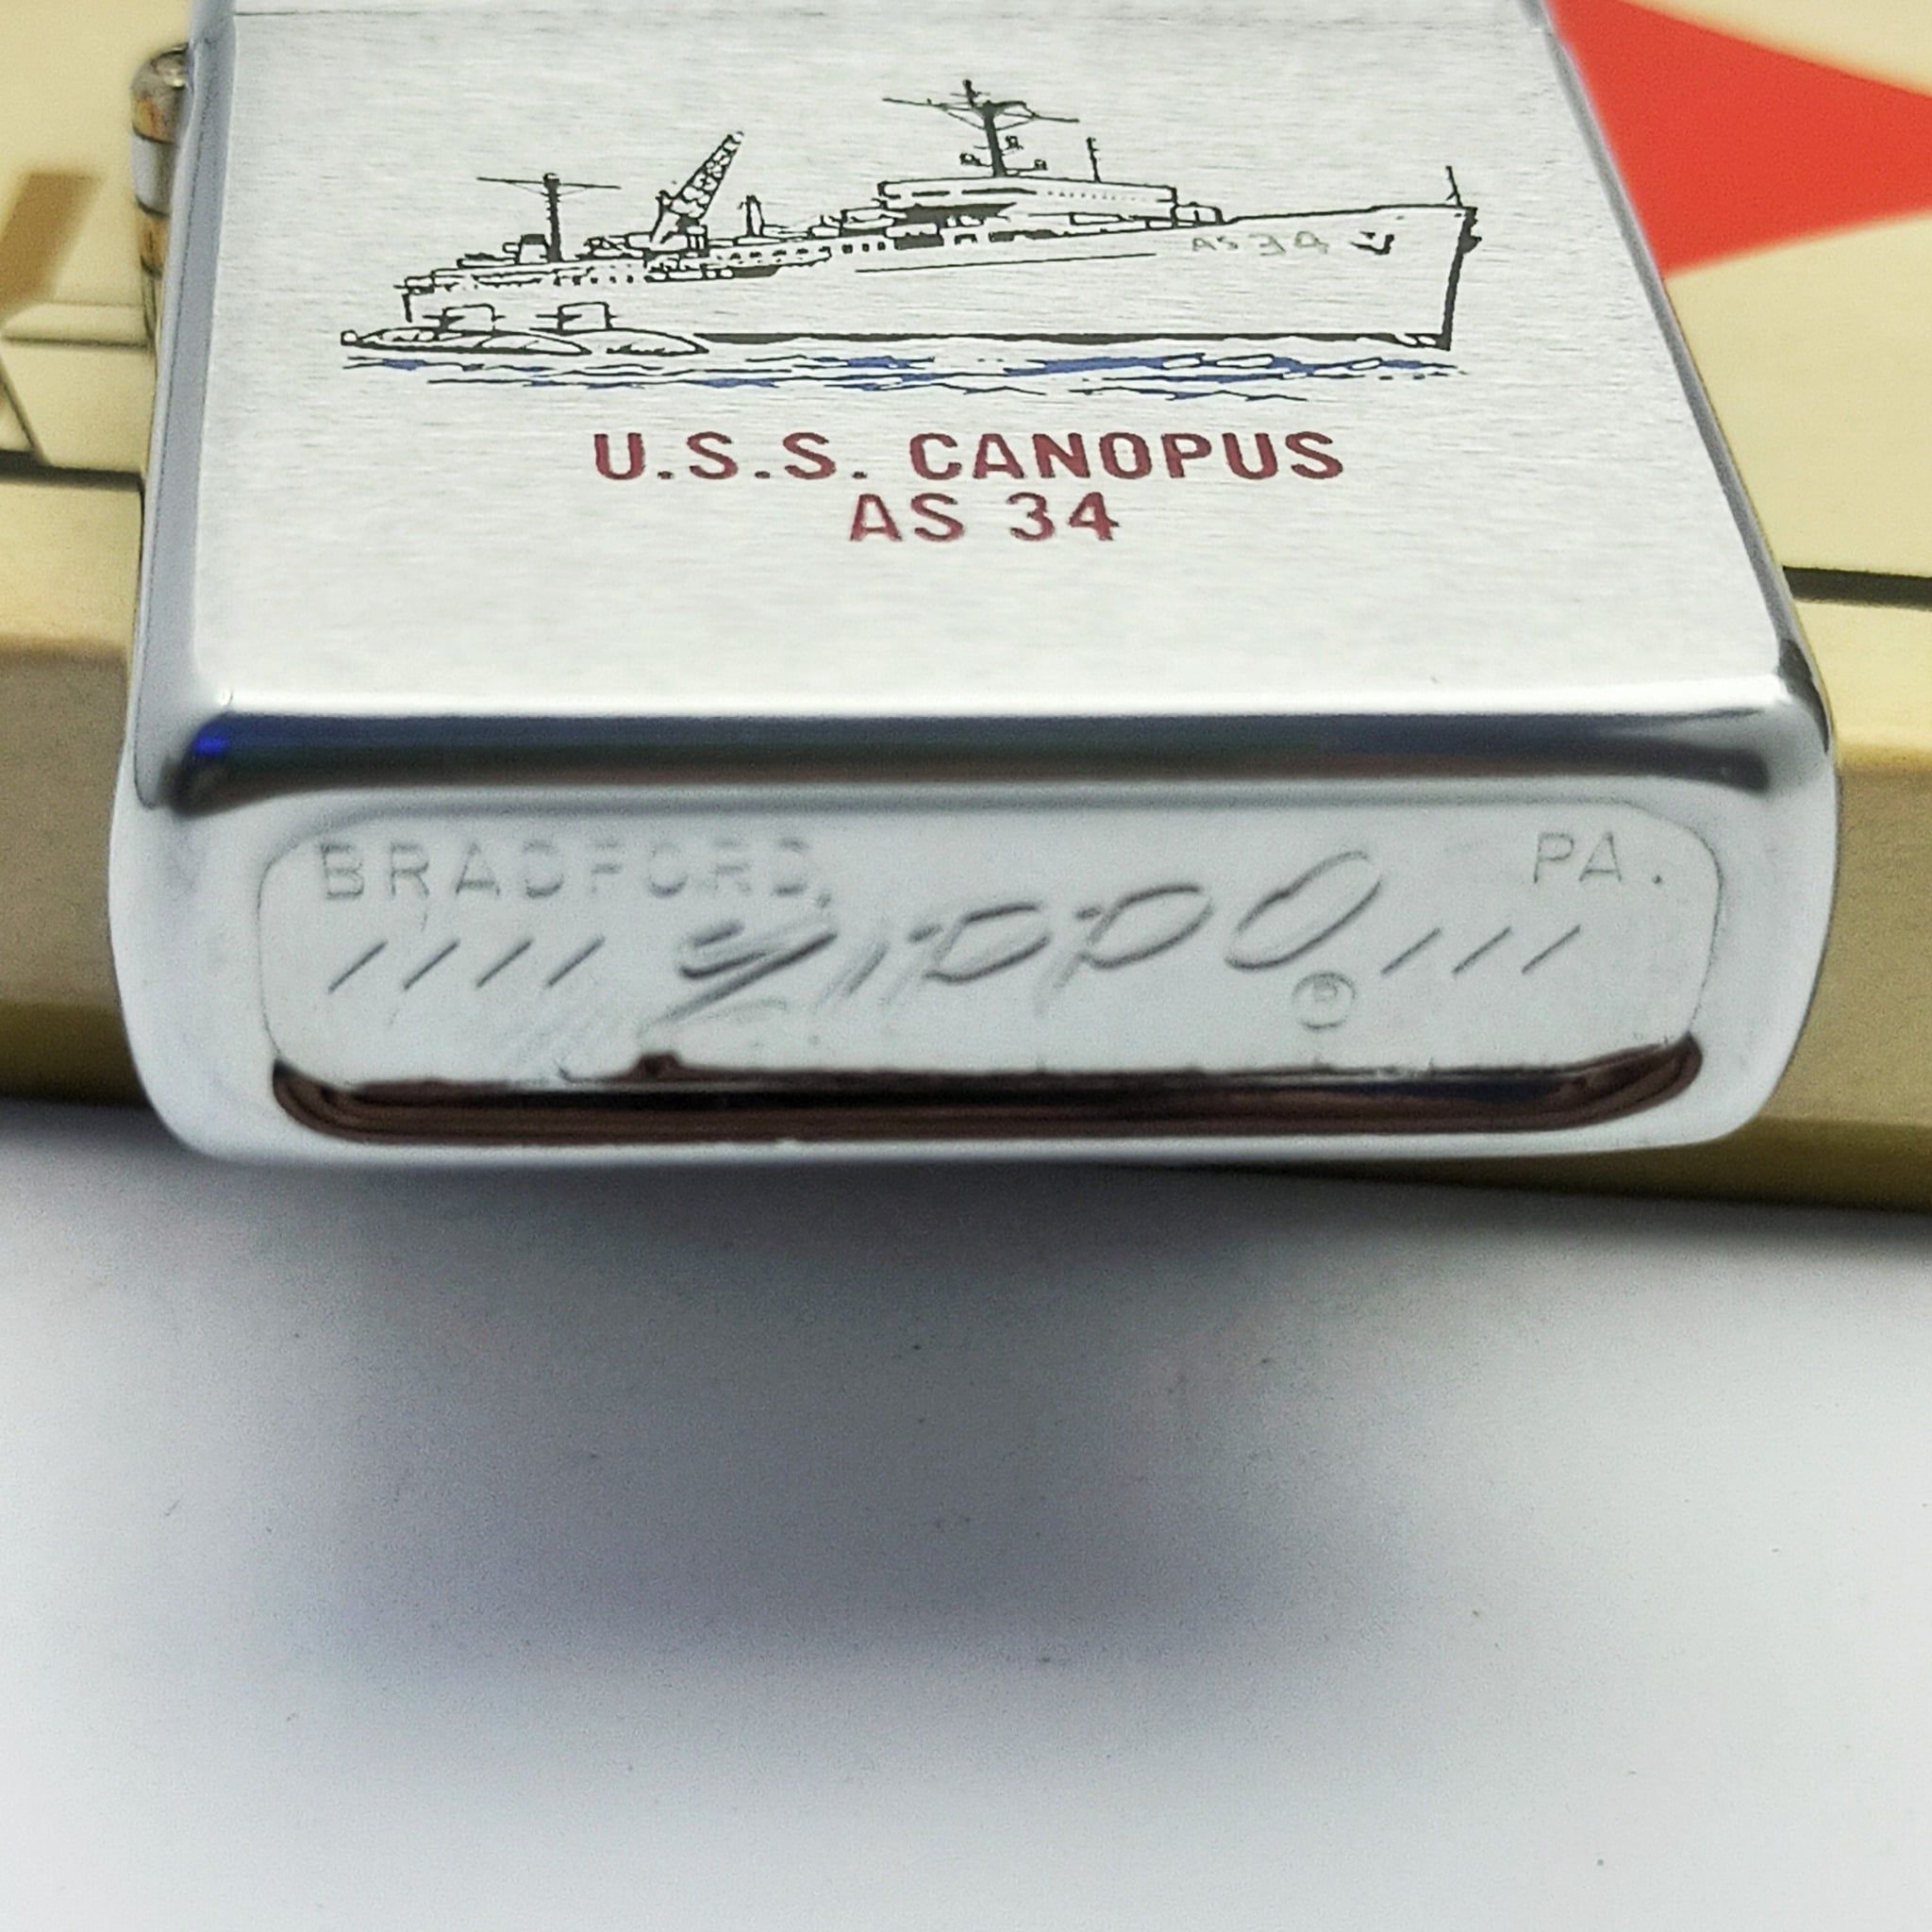 AS 34
U.S.S. CANOPUS
AS 34
BRADFORD, PA.
//// Zippo ® ///